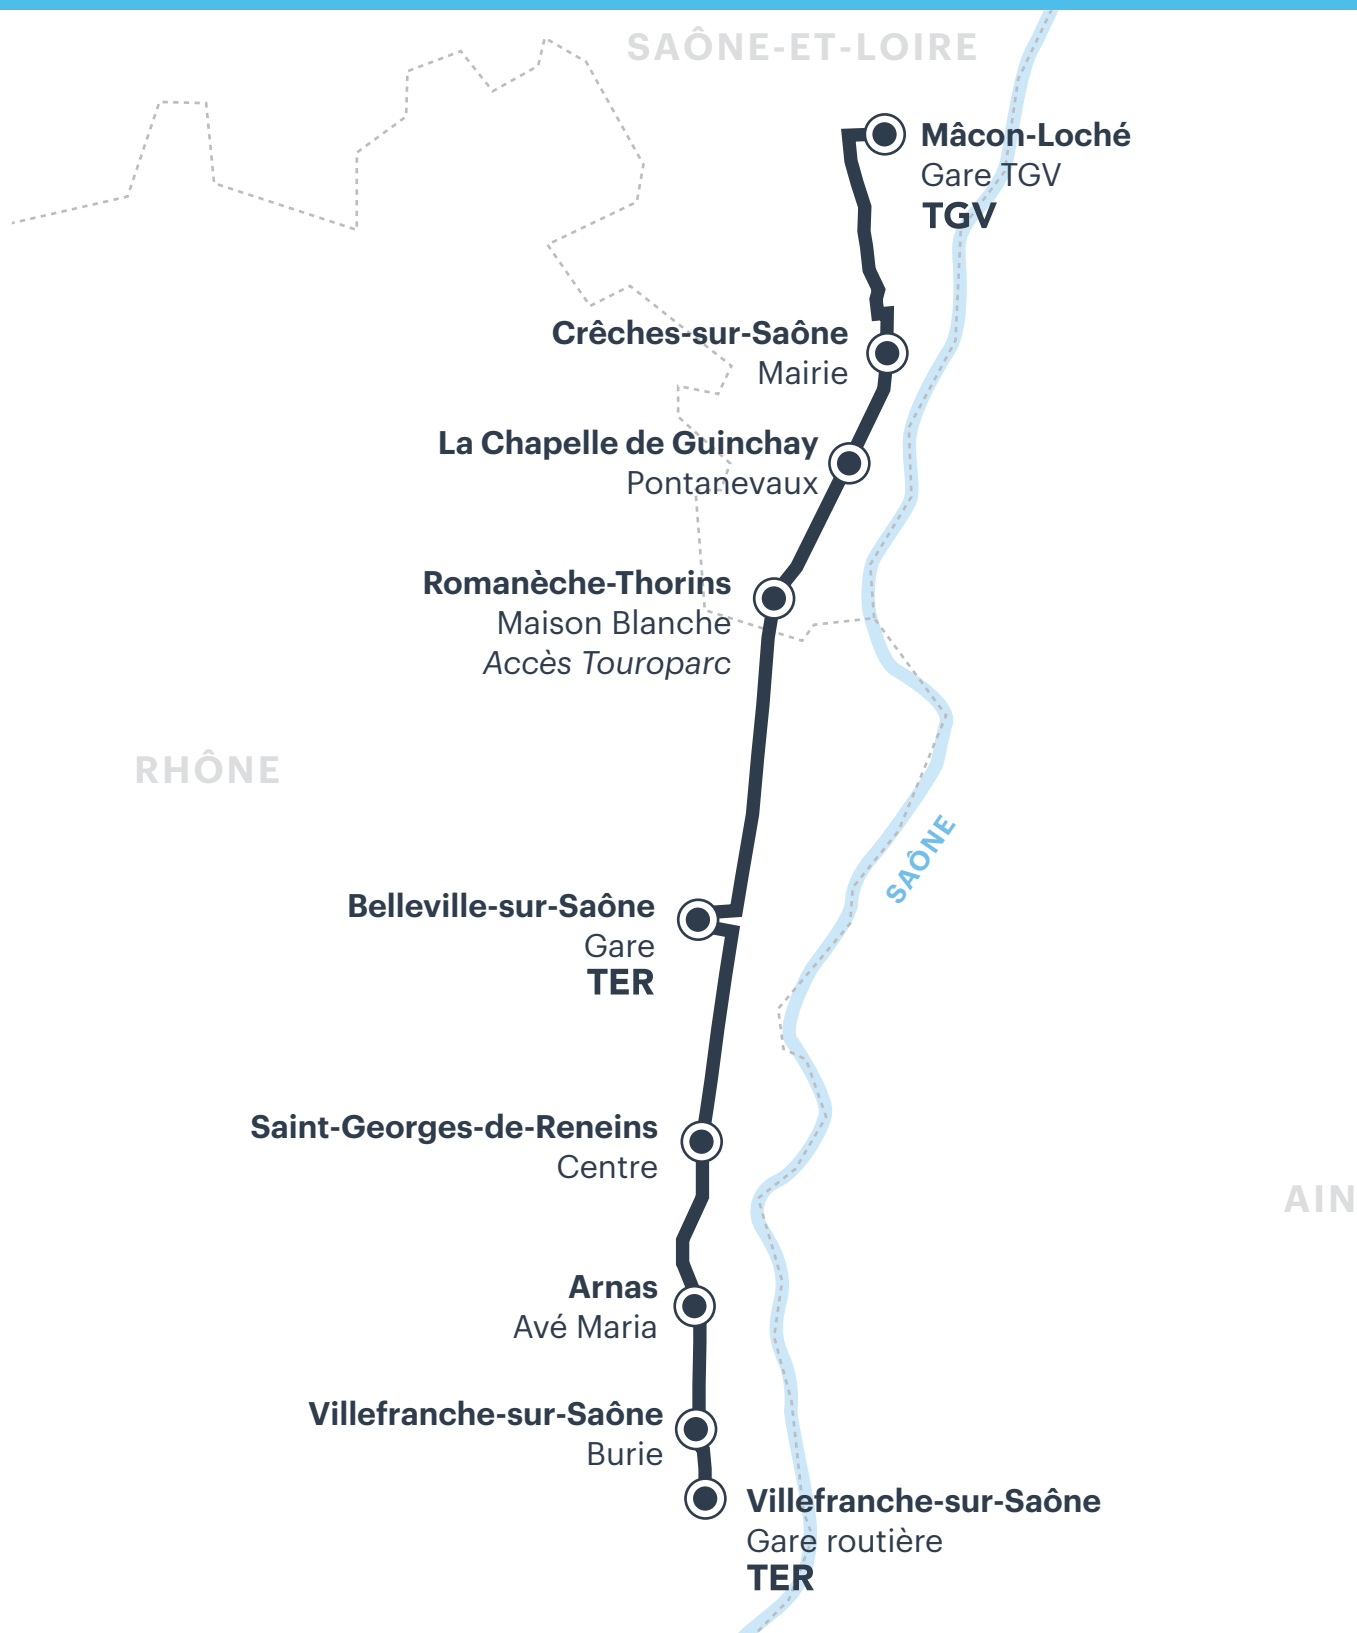 SAÔNE-ET-LOIRE
Mâcon-Loché
Gare TGV
TGV
Crêches-sur-Saône
Mairie
La Chapelle de Guinchay
Pontanevaux
Romanèche-Thorins
Maison Blanche
Accès Touroparc
RHÔNE
SAÔNE
Belleville-sur-Saône
Gare
TER
Saint-Georges-de-Reneins
Centre
AIN
Arnas
Avé Maria
Villefranche-sur-Saône
Burie
Villefranche-sur-Saône
Gare routière
TER